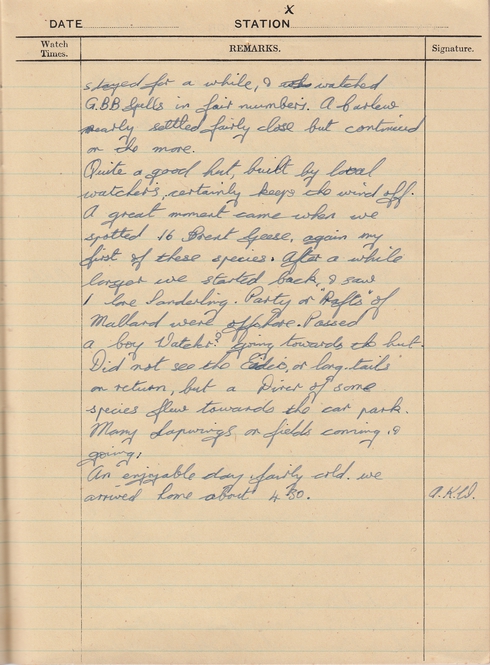 x
DATE STATION
Watch Times. REMARKS. Signature.
stayed for a while, & watched
G.BB Gulls in fair numbers. A Curlew
nearly settled fairly close but continued
on the more.
Quite a good hut, built by local
watchers, certainly keeps the wind off.
A great moment came when we
spotted 16 Brent Geese, again my
first of these species. After a while
longer we started back, & saw
1 lone Sanderling. Party or "Rafts" of
Mallard were offshore. Passed
a boy Watcher? going towards the hut.
Did not see the Eider, or long-tails
on return, but a Diver of some
species flew towards the car park.
Many Lapwings on fields coming &
going.
An enjoyable day fairly cold. we
arrived home about 4.30. A.K.W.